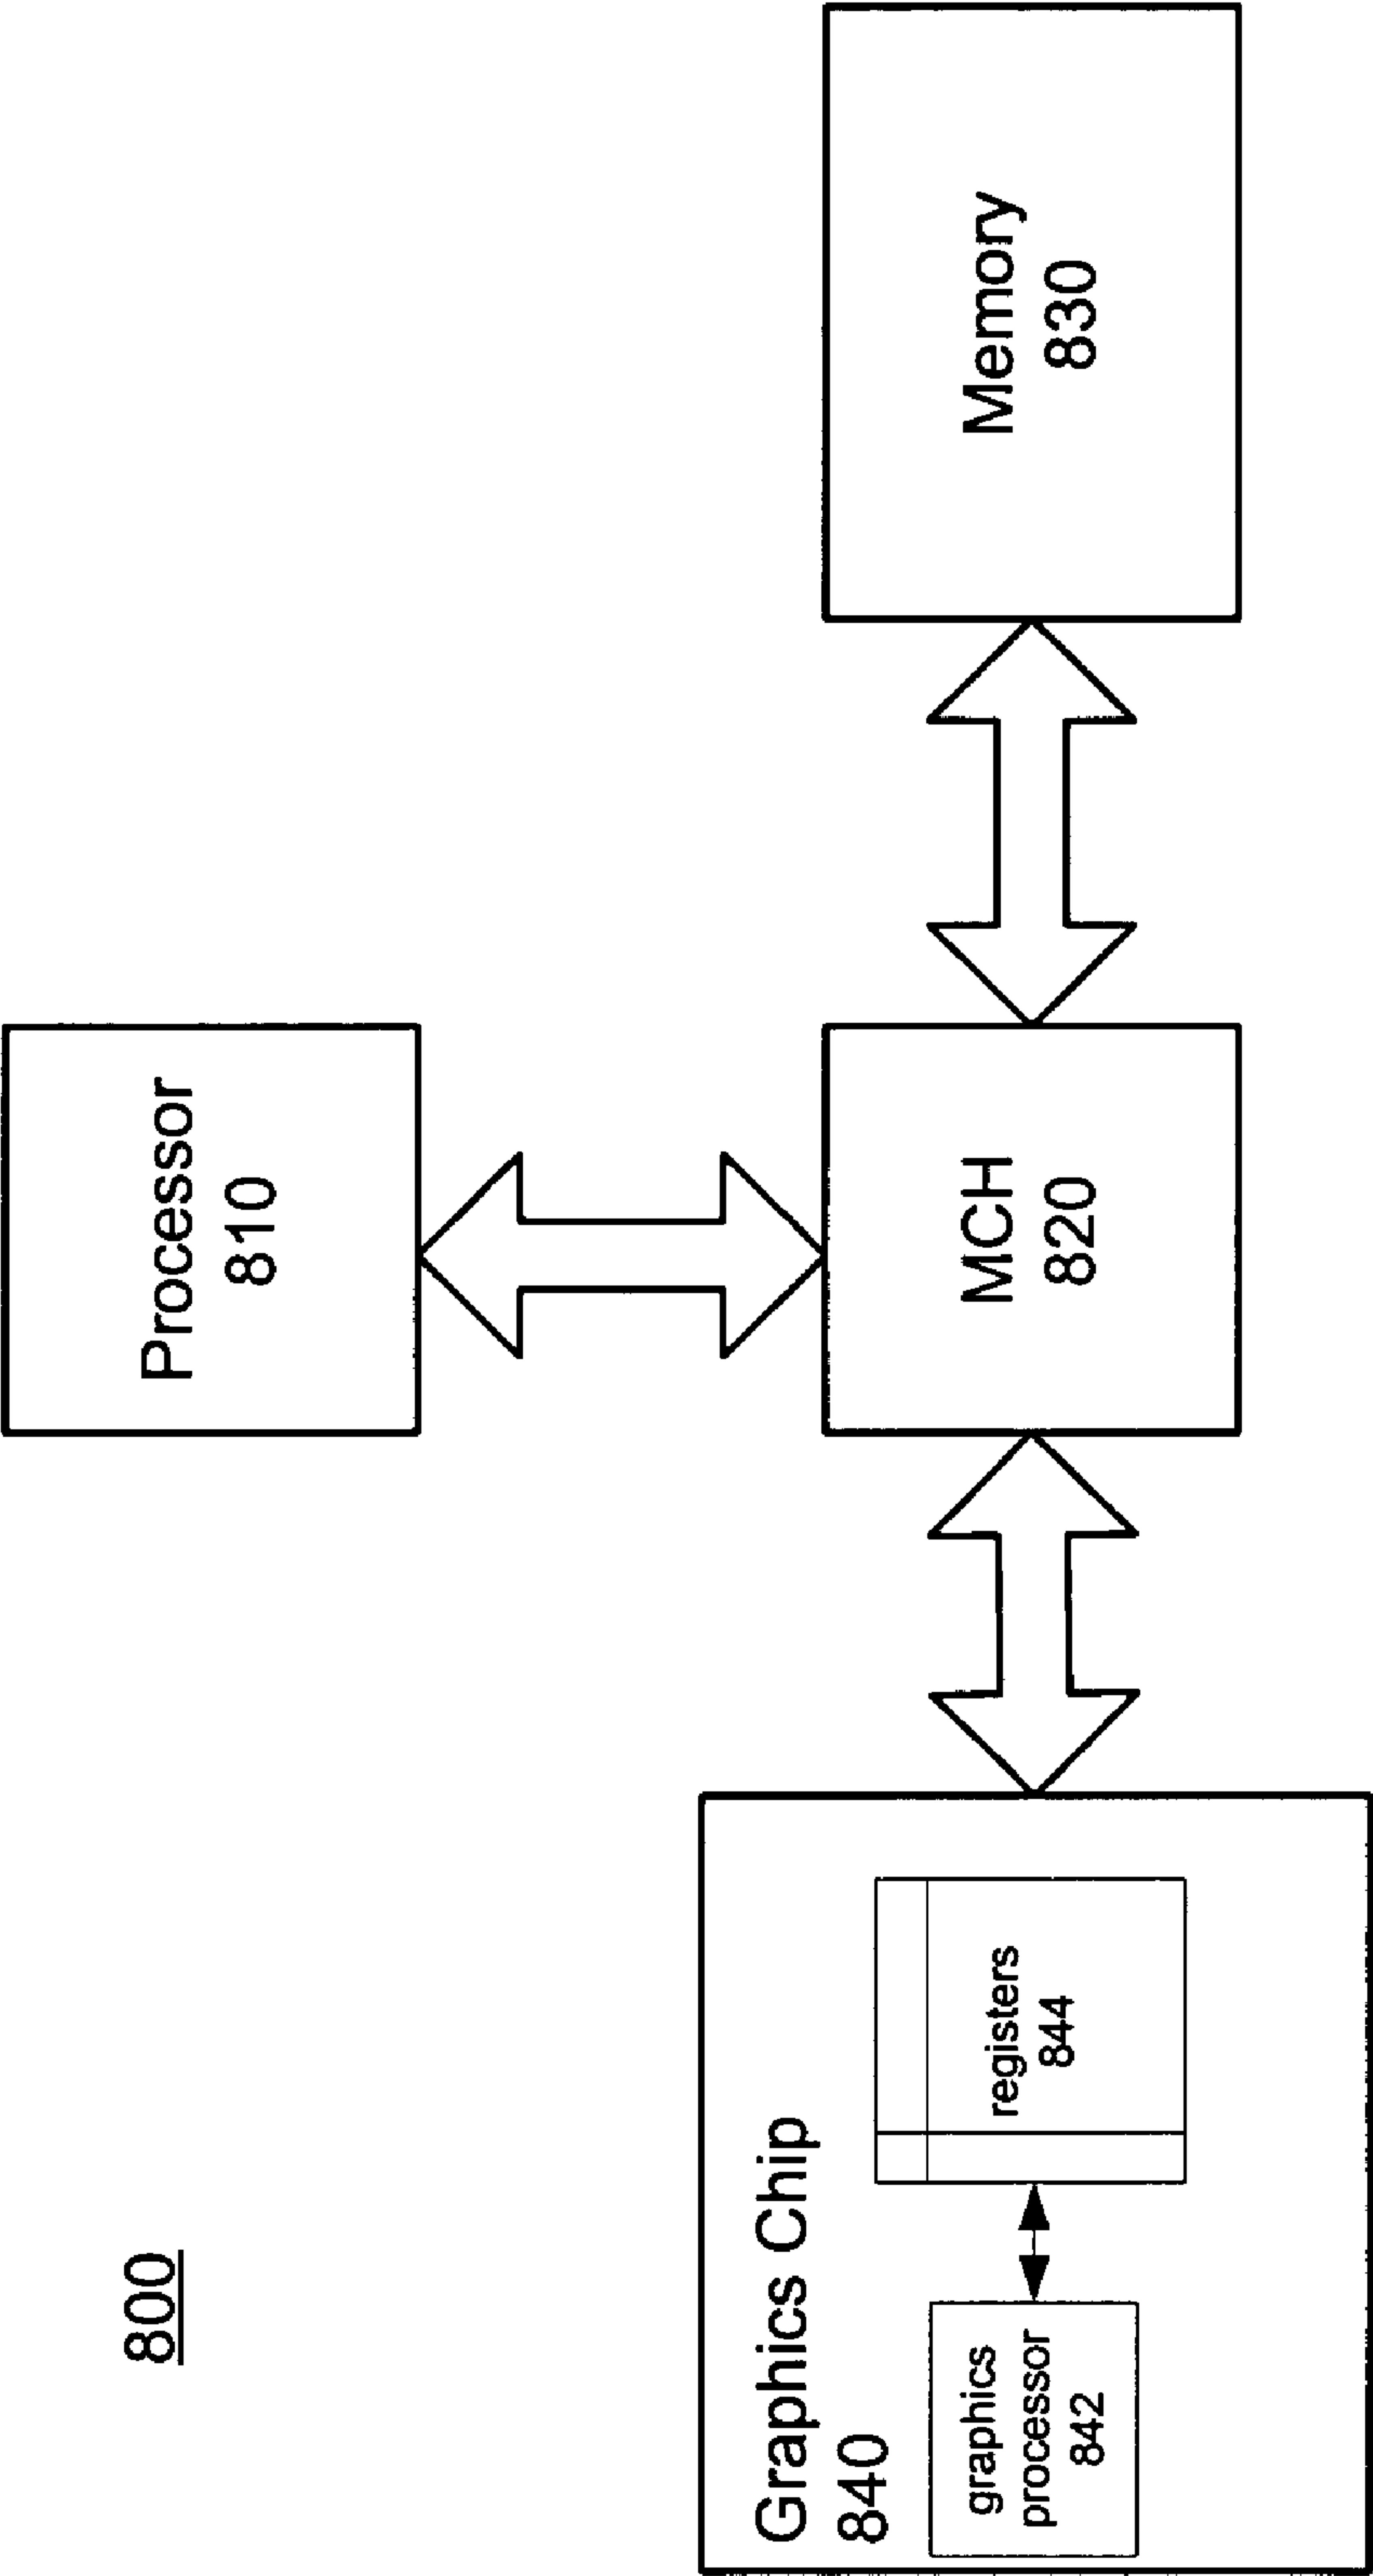 800
Processor
810
Graphics Chip
840
graphics
processor
842
registers
844
MCH
820
Memory
830